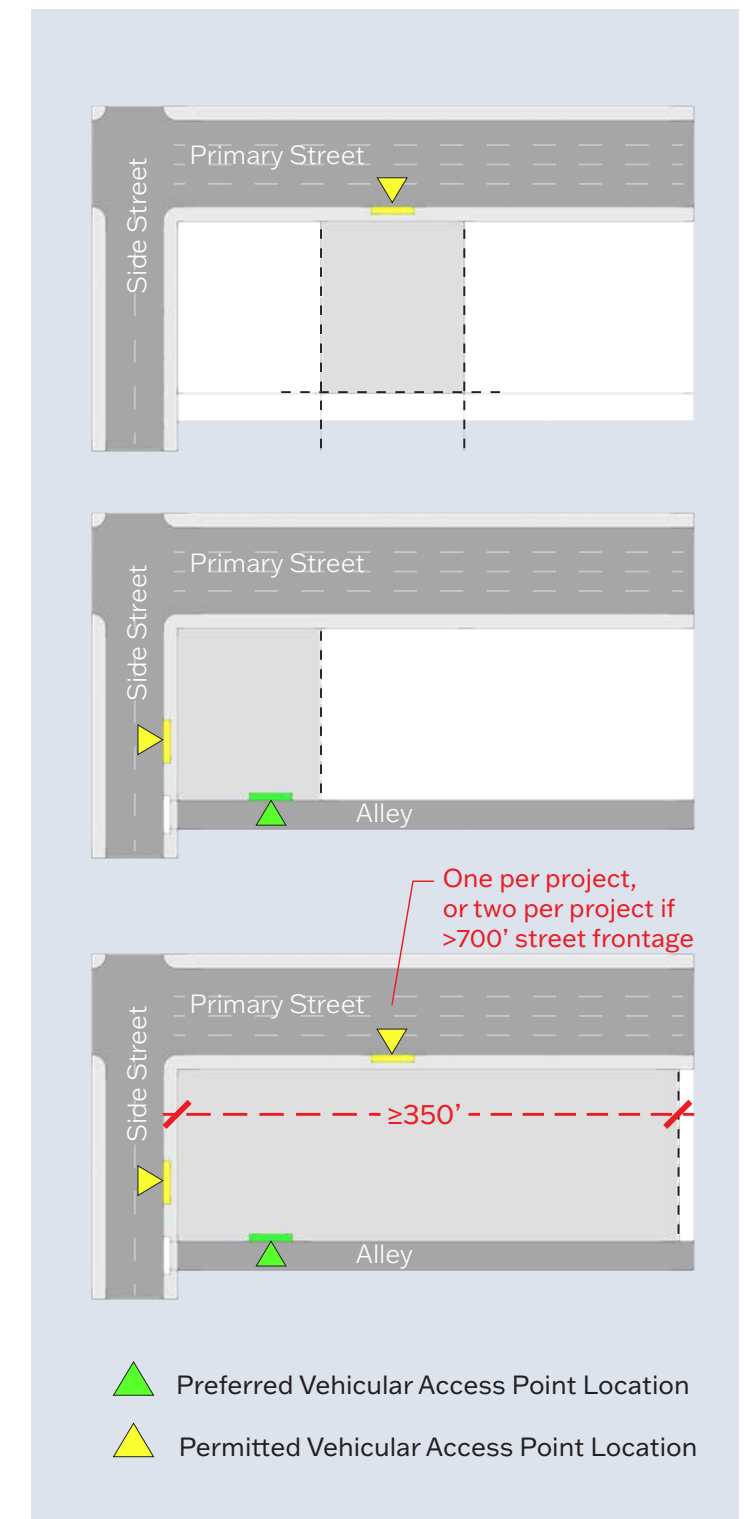 Primary Street
Side Street
Primary Street
Side Street
Alley
One per project,
or two per project if
>700’ street frontage
Primary Street
Side Street
≥350’
Alley
Preferred Vehicular Access Point Location
Permitted Vehicular Access Point Location